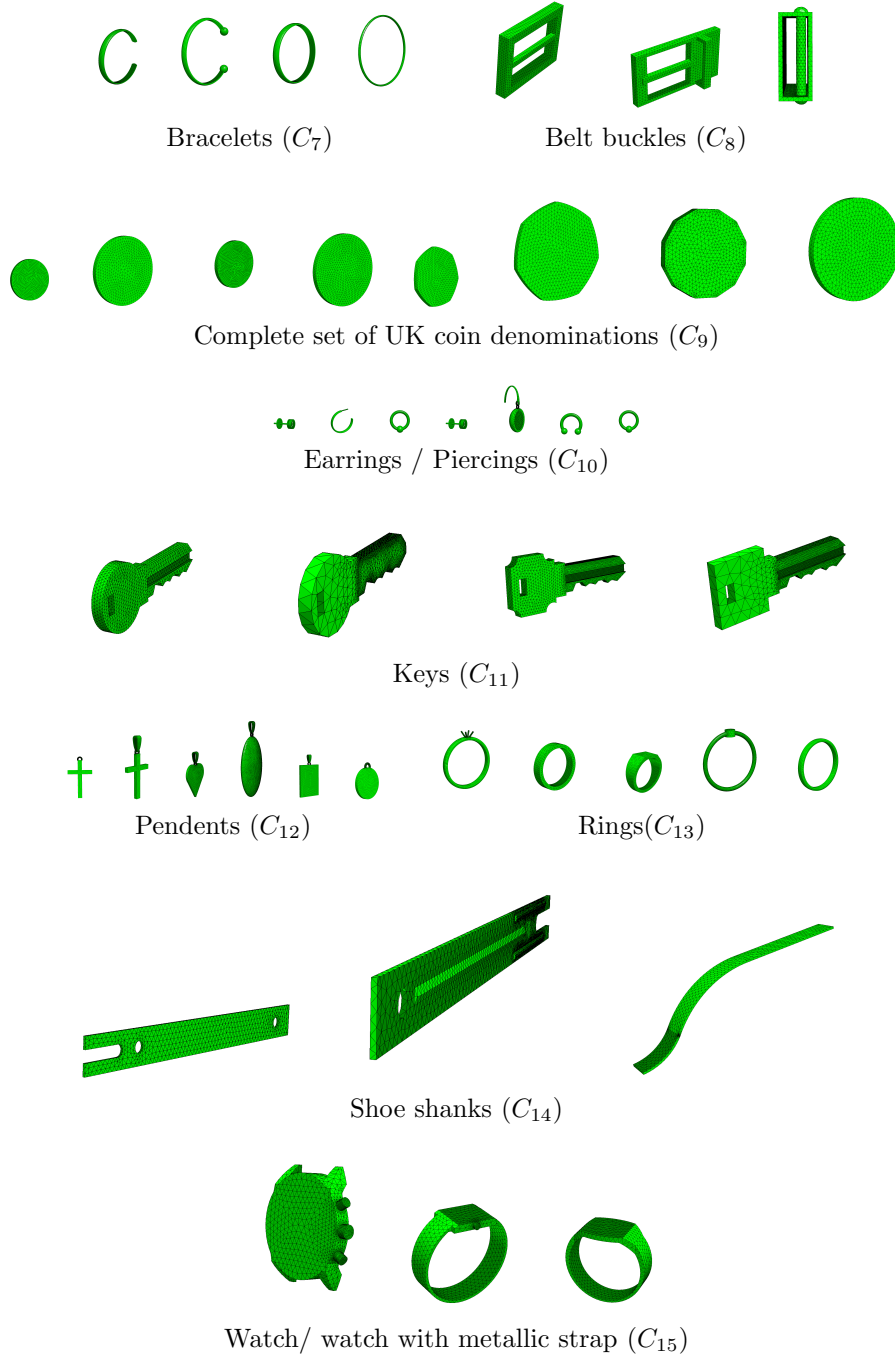 Bracelets (C7)
Belt buckles (C8)
Complete set of UK coin denominations (C9)
Earrings / Piercings (C10)
Keys (C11)
Pendents (C12)
Rings(C13)
Shoe shanks (C14)
Watch/ watch with metallic strap (C15)